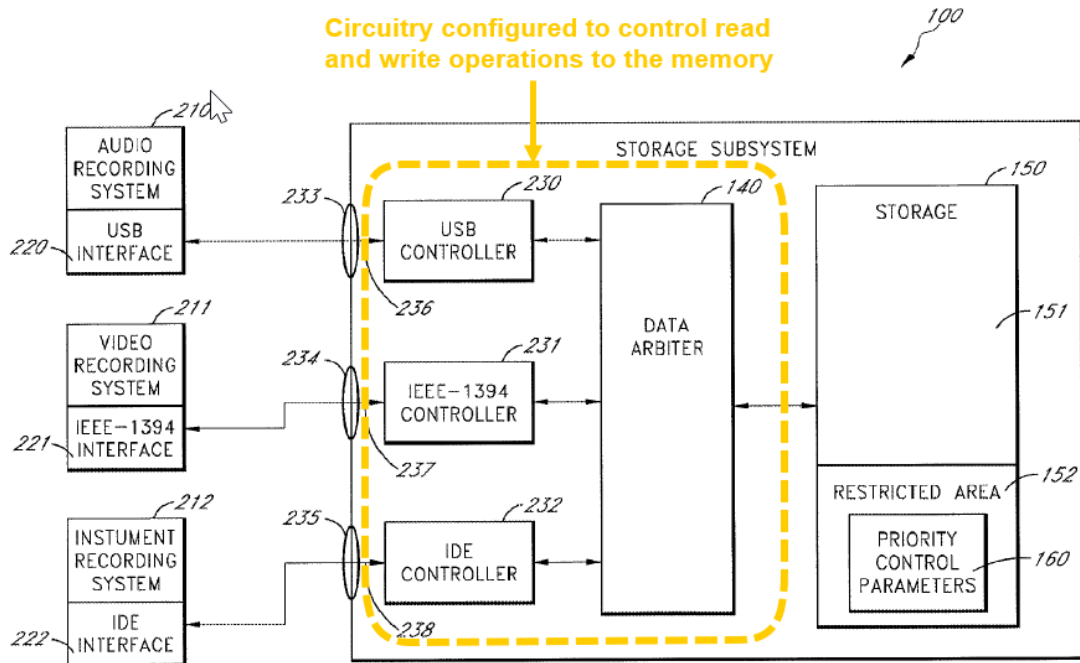 Circuitry configured to control read
and write operations to the memory
100
210
AUDIO
RECORDING
SYSTEM
USB
INTERFACE
220
233
STORAGE SUBSYSTEM
230
USB
CONTROLLER
236
140
DATA
ARBITER
150
STORAGE
151
211
VIDEO
RECORDING
SYSTEM
IEEE-1394
INTERFACE
221
234
231
IEEE-1394
CONTROLLER
237
RESTRICTED AREA
152
PRIORITY
CONTROL
PARAMETERS
160
212
INSTUMENT
RECORDING
SYSTEM
IDE
INTERFACE
222
235
232
IDE
CONTROLLER
238